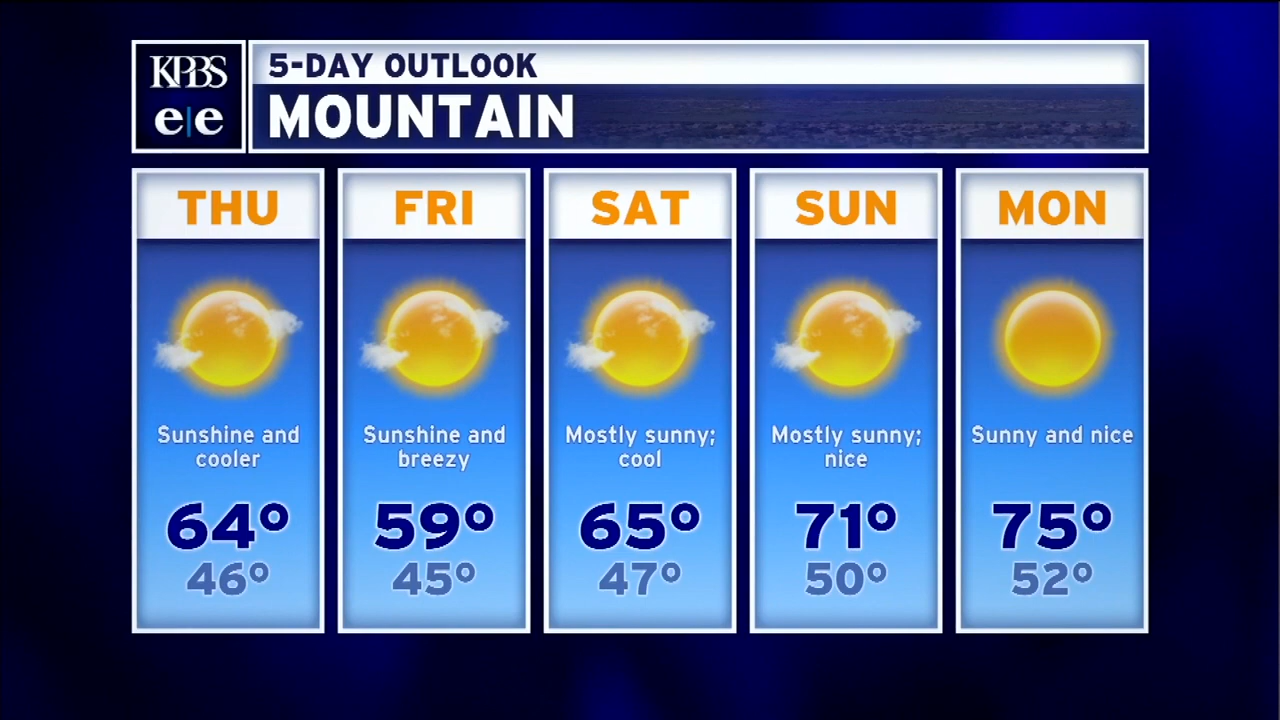 KPBS
e|e
5-DAY OUTLOOK
MOUNTAIN
THU
Sunshine and
cooler
64°
46°
FRI
Sunshine and
breezy
59°
45°
SAT
Mostly sunny;
cool
65°
47°
SUN
Mostly sunny;
nice
71°
50°
MON
Sunny and nice
75°
52°